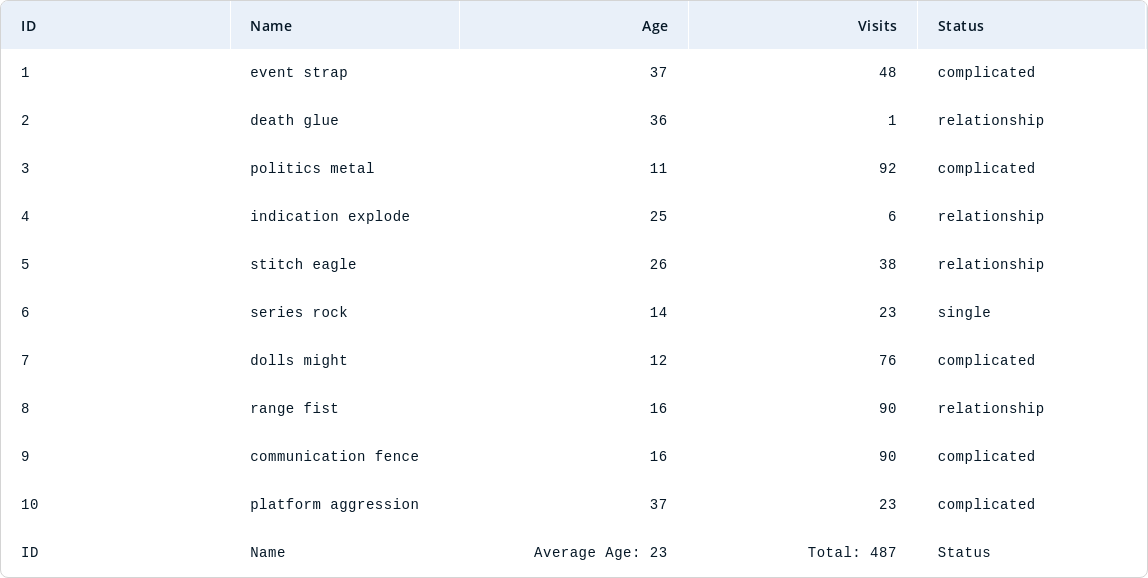 ID Name Age Visits Status
1 event strap 37 48 complicated
2 death glue 36 1 relationship
3 politics metal 11 92 complicated
4 indication explode 25 6 relationship
5 stitch eagle 26 38 relationship
6 series rock 14 23 single
7 dolls might 12 76 complicated
8 range fist 16 90 relationship
9 communication fence 16 90 complicated
10 platform aggression 37 23 complicated
ID Name Average Age: 23 Total: 487 Status